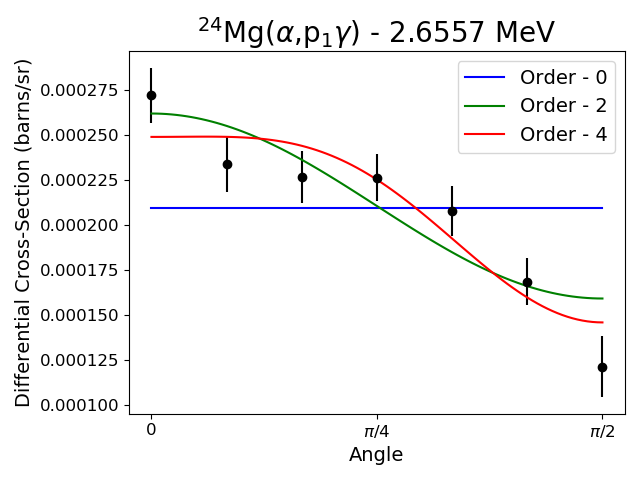 ²⁴Mg(α,p₁γ) - 2.6557 MeV
Order - 0
Order - 2
Order - 4
Differential Cross-Section (barns/sr)
0.000275
0.000250
0.000225
0.000200
0.000175
0.000150
0.000125
0.000100
0 π/4 π/2
Angle